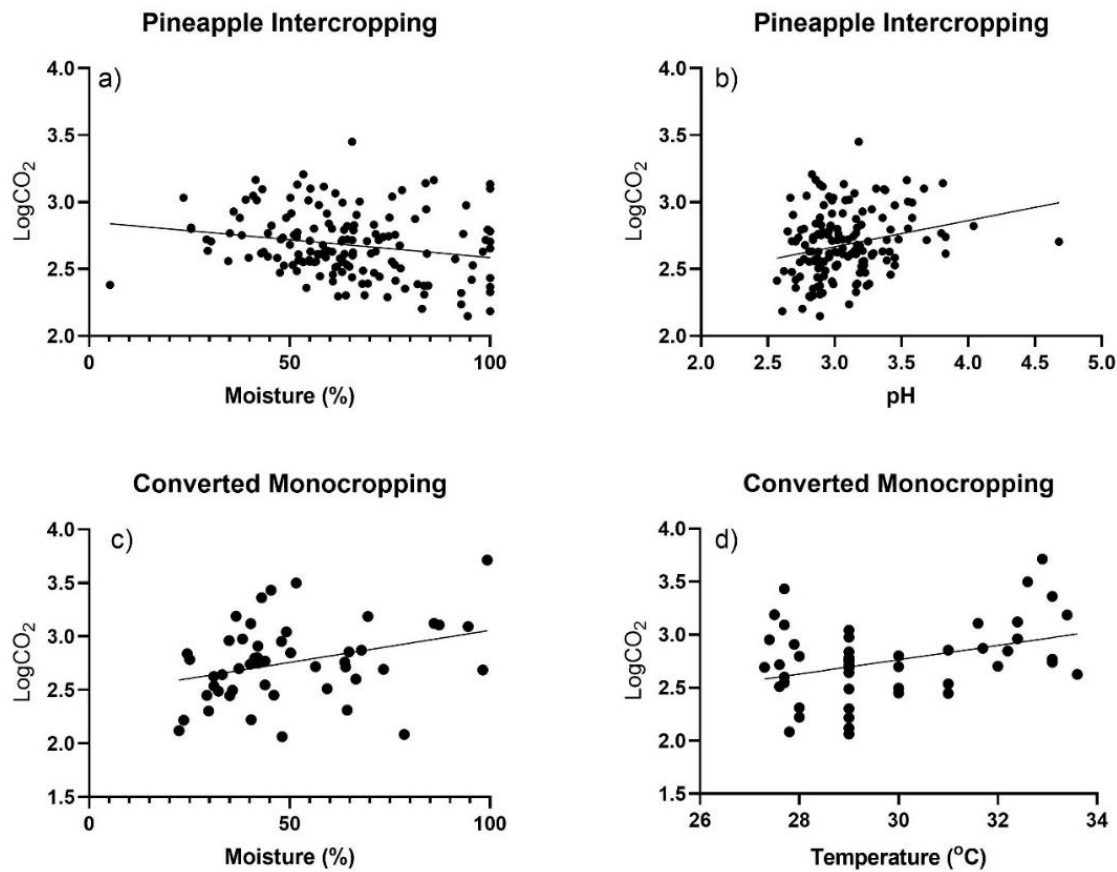 Pineapple Intercropping
a)
4.0
3.5
3.0
2.5
2.0
LogCO₂
0
50
100
Moisture (%)
Pineapple Intercropping
b)
4.0
3.5
3.0
2.5
2.0
LogCO₂
2.0
2.5
3.0
3.5
4.0
4.5
5.0
pH
Converted Monocropping
c)
4.0
3.5
3.0
2.5
2.0
1.5
LogCO₂
0
50
100
Moisture (%)
Converted Monocropping
d)
4.0
3.5
3.0
2.5
2.0
1.5
LogCO₂
26
28
30
32
34
Temperature (°C)